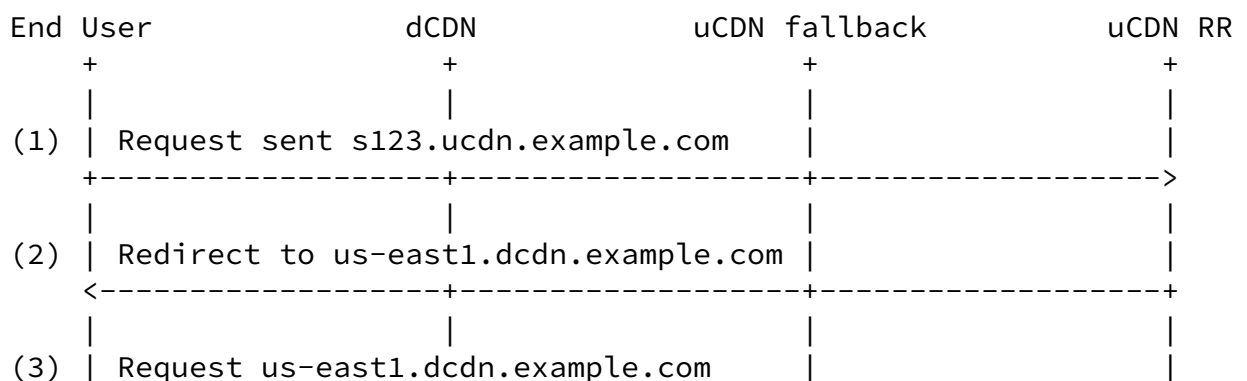 End User                dCDN             uCDN fallback           uCDN RR
    +                    +                    +                    +
    |                    |                    |                    |
(1) | Request sent s123.ucdn.example.com      |                    |
    +--------------------+--------------------+-------------------->
    |                    |                    |                    |
(2) | Redirect to us-east1.dcdn.example.com   |                    |
    <--------------------+--------------------+--------------------+
    |                    |                    |                    |
(3) | Request us-east1.dcdn.example.com       |                    |